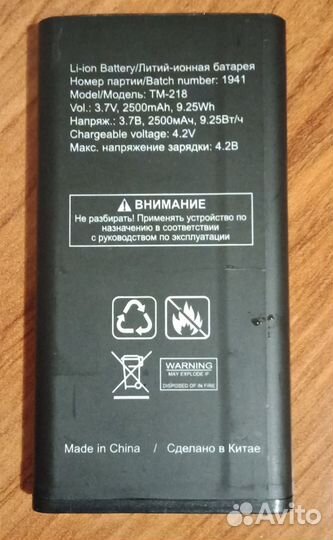 Li-ion Battery/Литий-ионная батарея
Номер партии/Batch number: 1941
Model/Модель: TM-218
Vol.: 3.7V, 2500mAh, 9.25Wh
Напряж.: 3.7В, 2500мАч, 9.25Вт/ч
Chargeable voltage: 4.2V
Макс. напряжение зарядки: 4.2В
ВНИМАНИЕ
Не разбирать! Применять устройство по
назначению в соответствии
с руководством по эксплуатации.
WARNING
MAY EXPLODE IF
DISPOSED OF IN FIRE
Made in China / Сделано в Китае
Avito